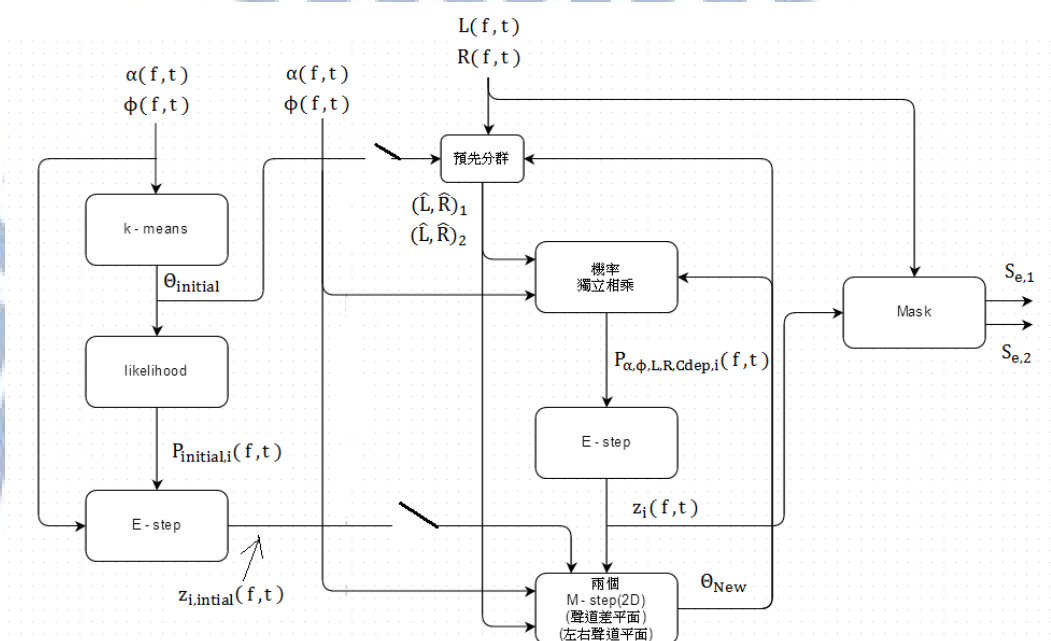 L(f,t)
R(f,t)
α(f,t)
ϕ(f,t)
α(f,t)
ϕ(f,t)
預先分群
k-means
(L̂,R̂)₁
(L̂,R̂)₂
Θinitial
機率
獨立相乘
Mask
Se,1
Se,2
likelihood
Pα,ϕ,L,R,Cdep,i(f,t)
E-step
Pinitial,i(f,t)
zi(f,t)
E-step
zi,intial(f,t)
兩個
M-step(2D)
(聲道差平面)
(左右聲道平面)
ΘNew